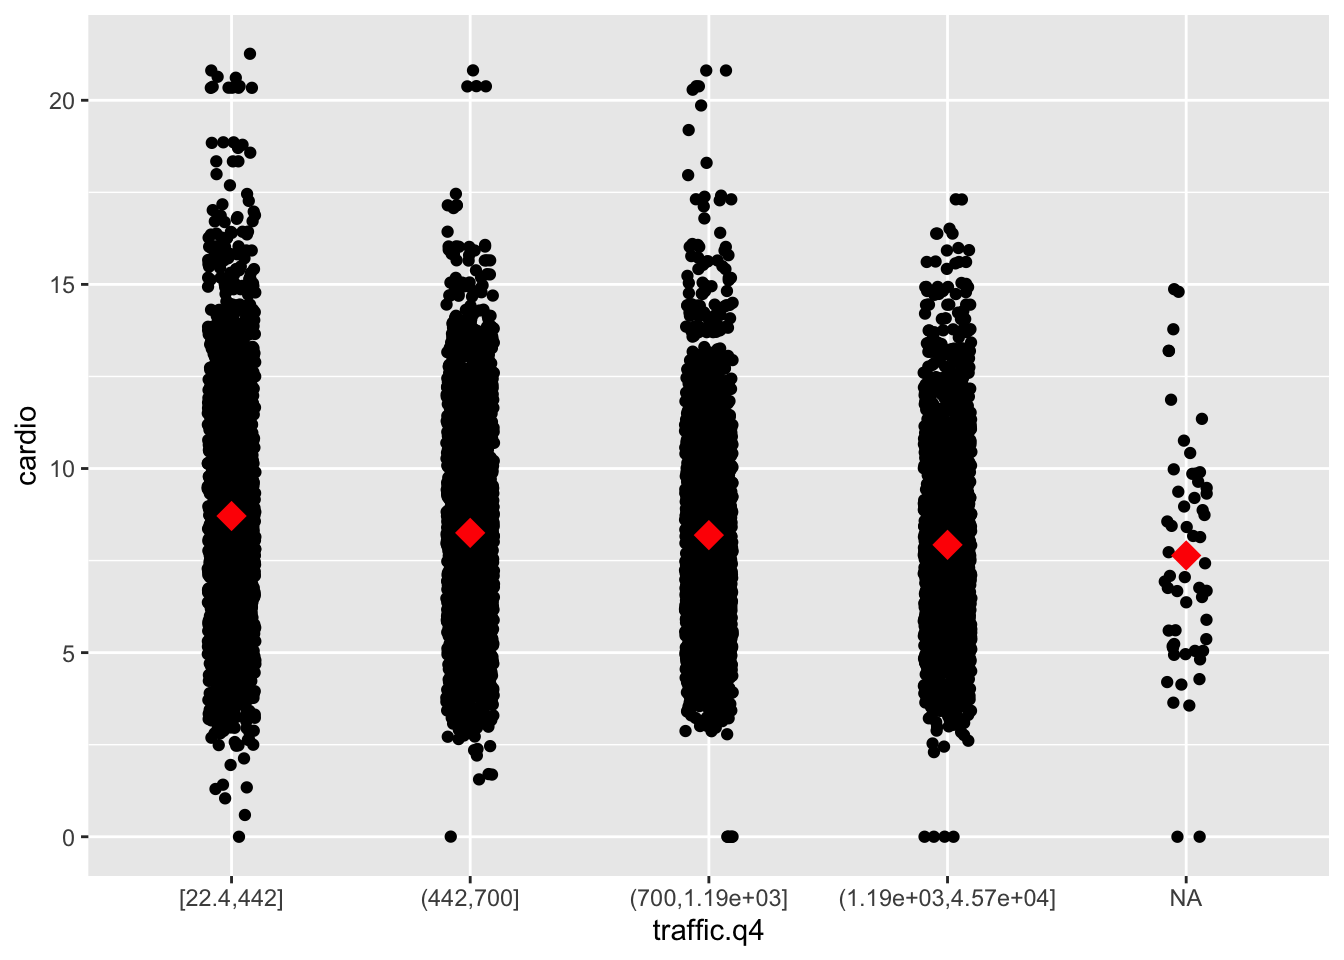 20
15
10
5
0
cardio
[22.4,442]
(442,700]
(700,1.19e+03]
(1.19e+03,4.57e+04]
NA
traffic.q4